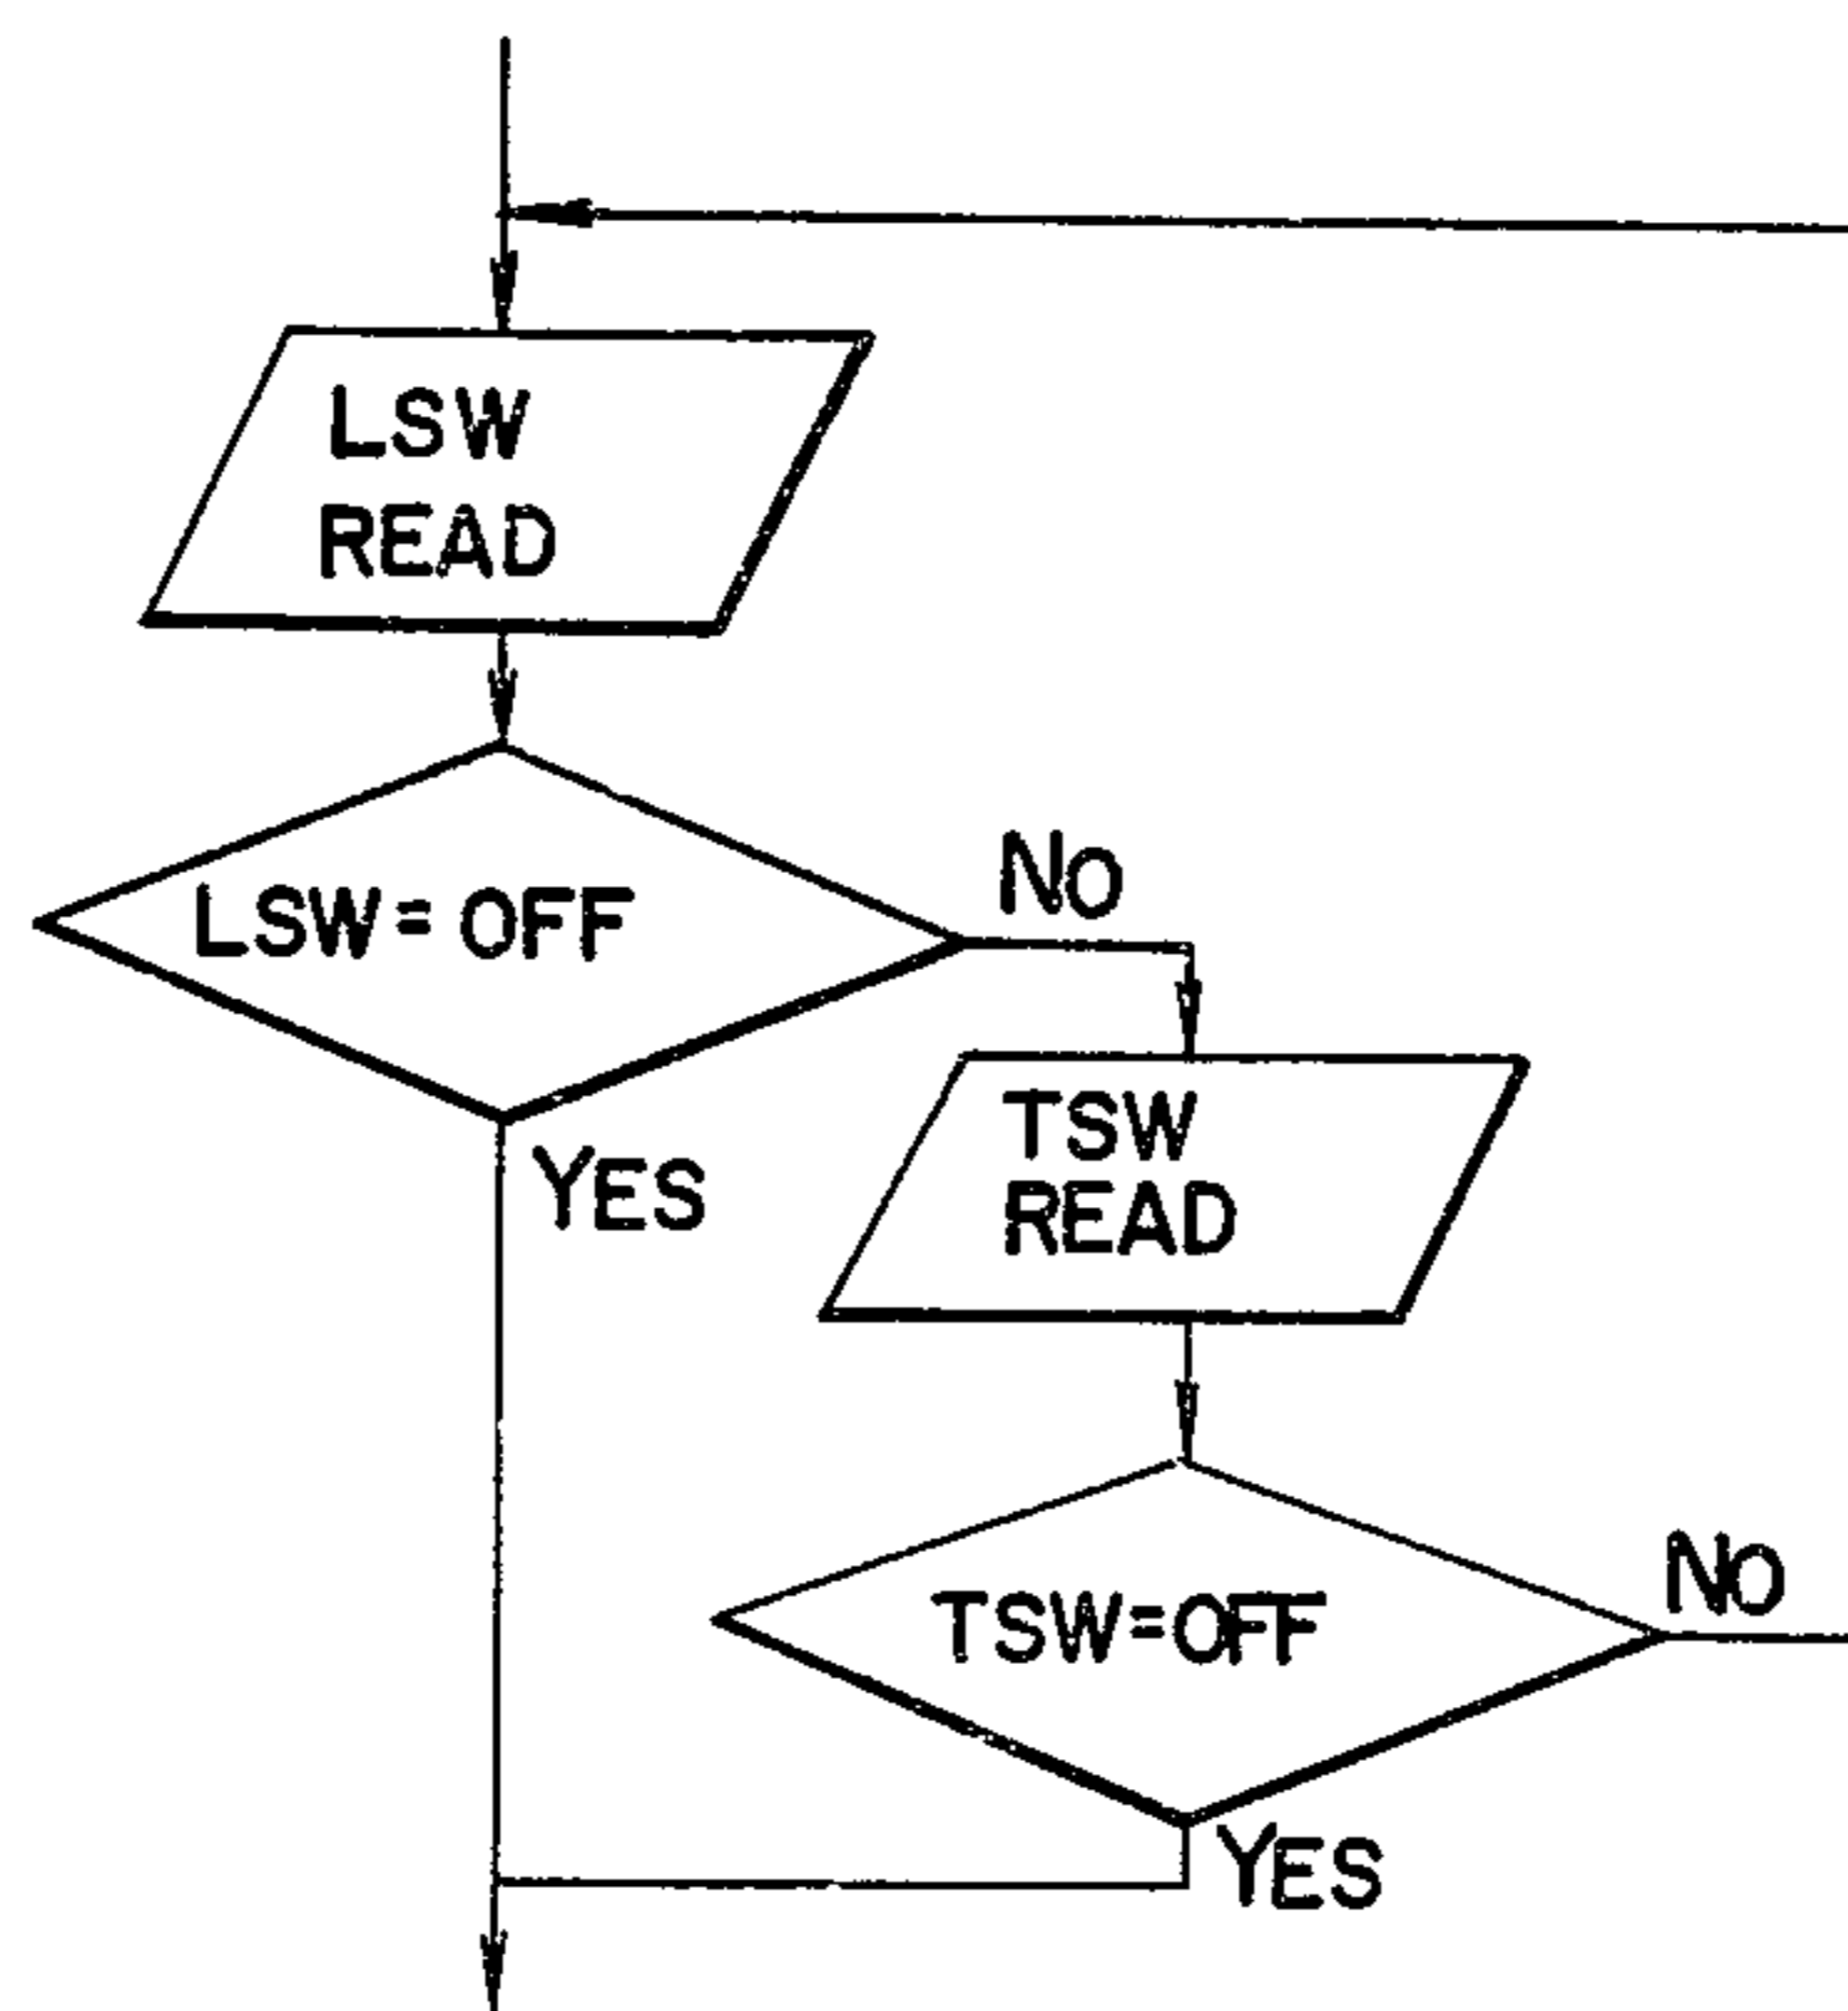 LSW
READ
LSW= OFF
NO
YES
TSW
READ
TSW=OFF
NO
YES